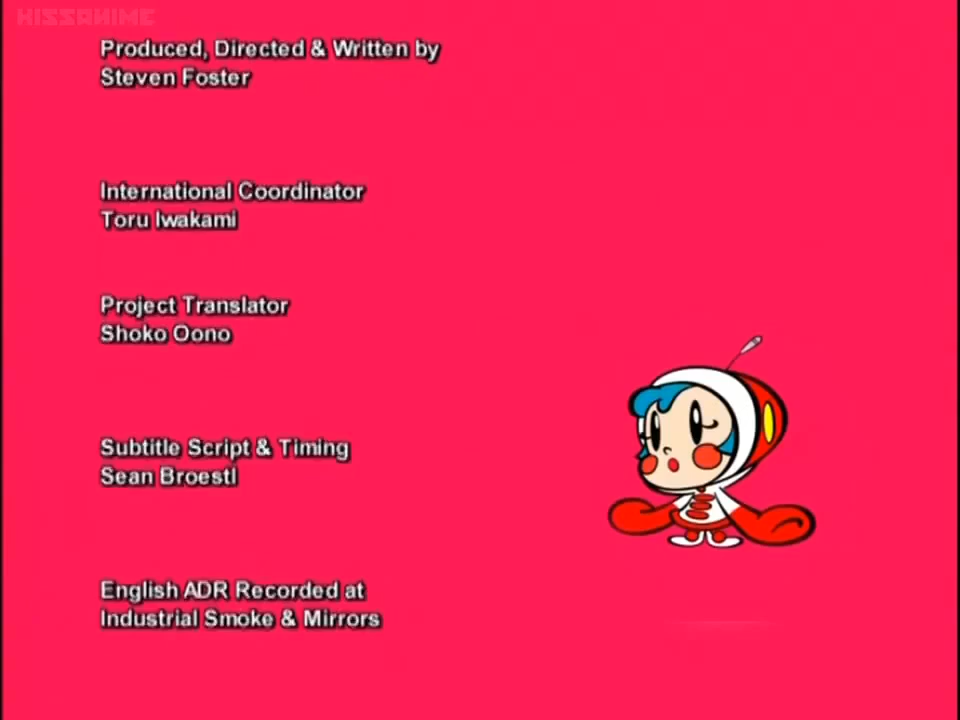 KISSANIME
Produced, Directed & Written by
Steven Foster
International Coordinator
Toru Iwakami
Project Translator
Shoko Oono
Subtitle Script & Timing
Sean Broestl
English ADR Recorded at
Industrial Smoke & Mirrors